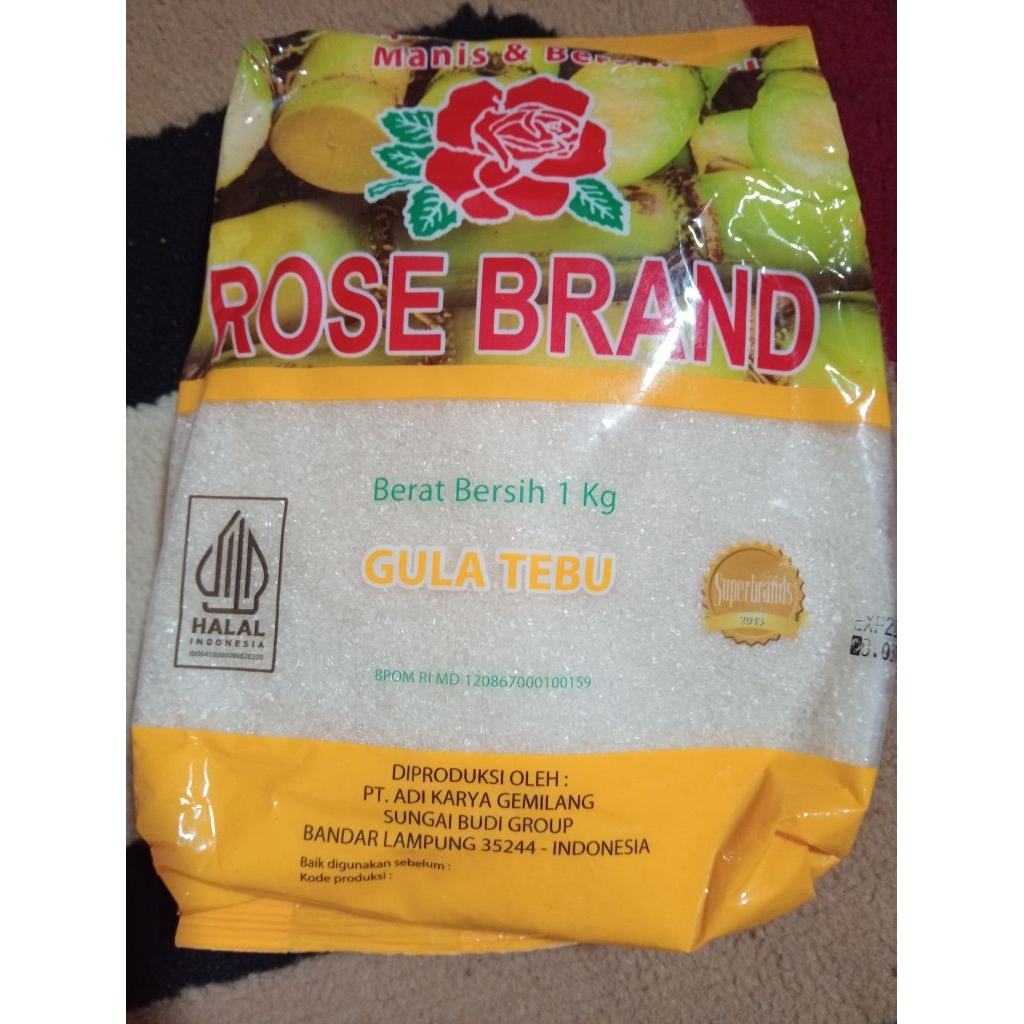 Manis &
ROSE BRAND
Berat Bersih 1 Kg
GULA TEBU
HALAL
INDONESIA
Superbrands
2013
BPOM RI MD 120867000100159
DIPRODUKSI OLEH :
PT. ADI KARYA GEMILANG
SUNGAI BUDI GROUP
BANDAR LAMPUNG 35244 - INDONESIA
Baik digunakan sebelum :
Kode produksi :